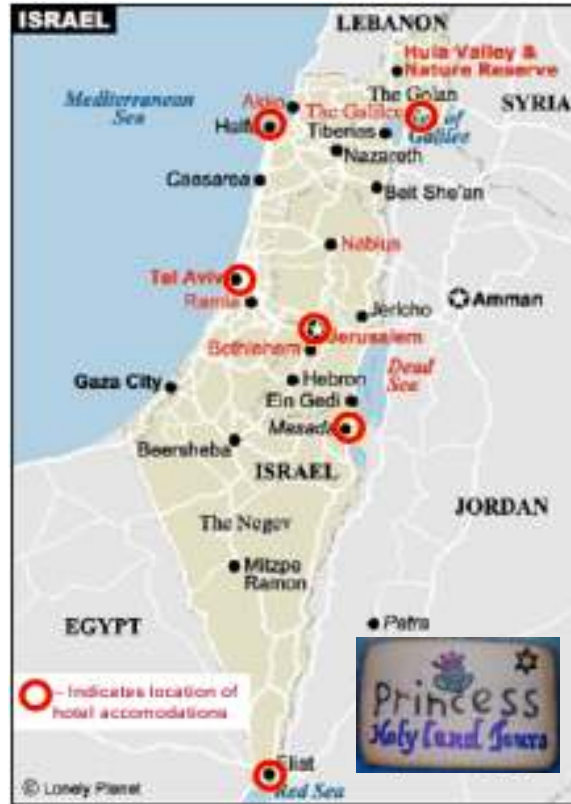 ISRAEL
LEBANON
Hula Valley &
Nature Reserve
Mediterranean
Sea
The Golan
SYRIA
Akko
The Galilee
Haifa
Tiberias
of
Galilee
Nazareth
Caesarea
Beit She'an
Nablus
Tel Aviv
Amman
Ramla
Jericho
Jerusalem
Bethlehem
Dead
Sea
Gaza City
Hebron
Ein Gedi
Masada
Beersheba
ISRAEL
JORDAN
The Negev
Mitzpe
Ramon
EGYPT
Petra
- Indicates location of
hotel accomodations
Princess
Holy Land Tours
Eliat
© Lonely Planet
Red Sea